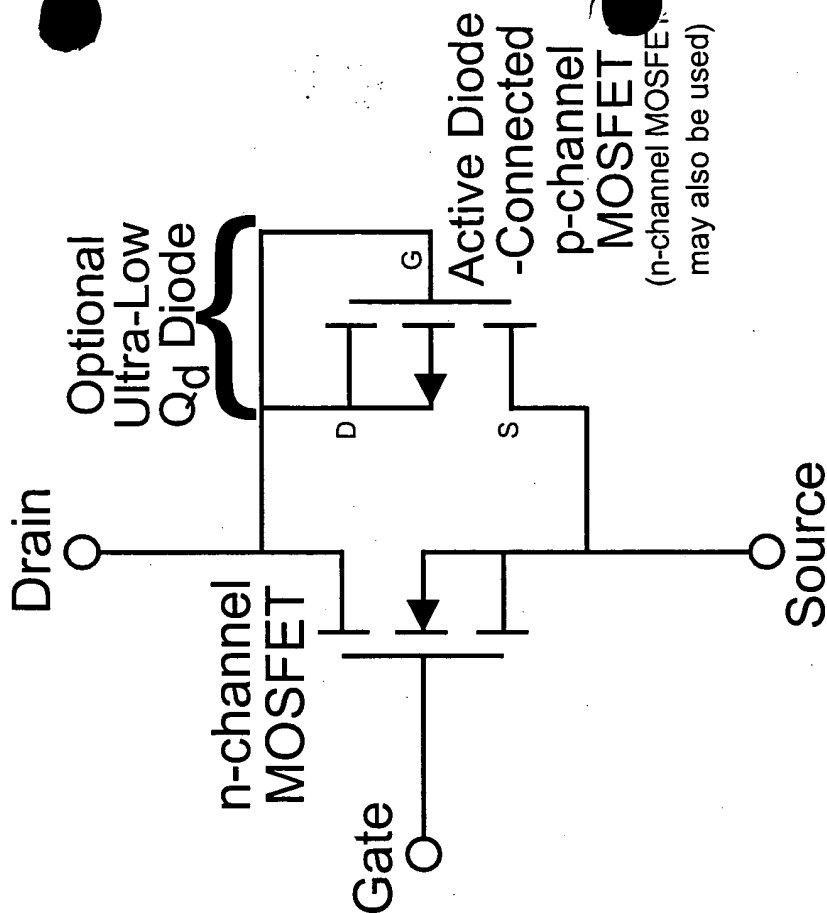 Drain
Optional
Ultra-Low
Qd Diode
n-channel
MOSFET
Gate
D
G
S
Active Diode
-Connected
p-channel
MOSFET
(n-channel MOSFET
may also be used)
Source